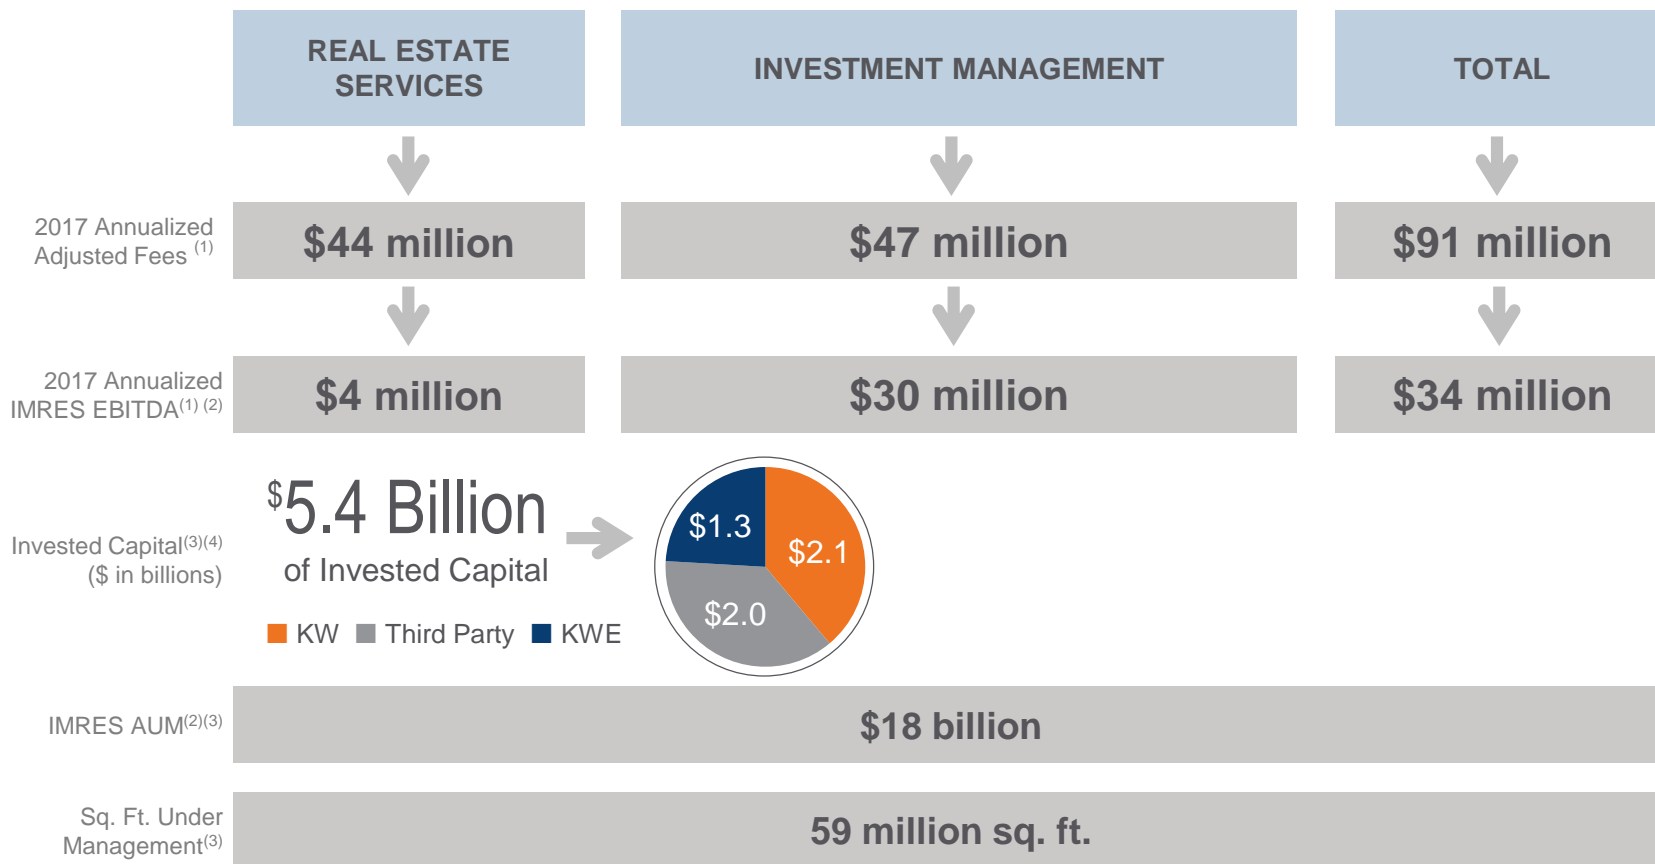 REAL ESTATE
SERVICES
INVESTMENT MANAGEMENT
TOTAL
2017 Annualized
Adjusted Fees (1)
$44 million
$47 million
$91 million
2017 Annualized
IMRES EBITDA(1) (2)
$4 million
$30 million
$34 million
Invested Capital(3)(4)
($ in billions)
$5.4 Billion
of Invested Capital
KW Third Party KWE
$1.3
$2.1
$2.0
IMRES AUM(2)(3)
$18 billion
Sq. Ft. Under
Management(3)
59 million sq. ft.